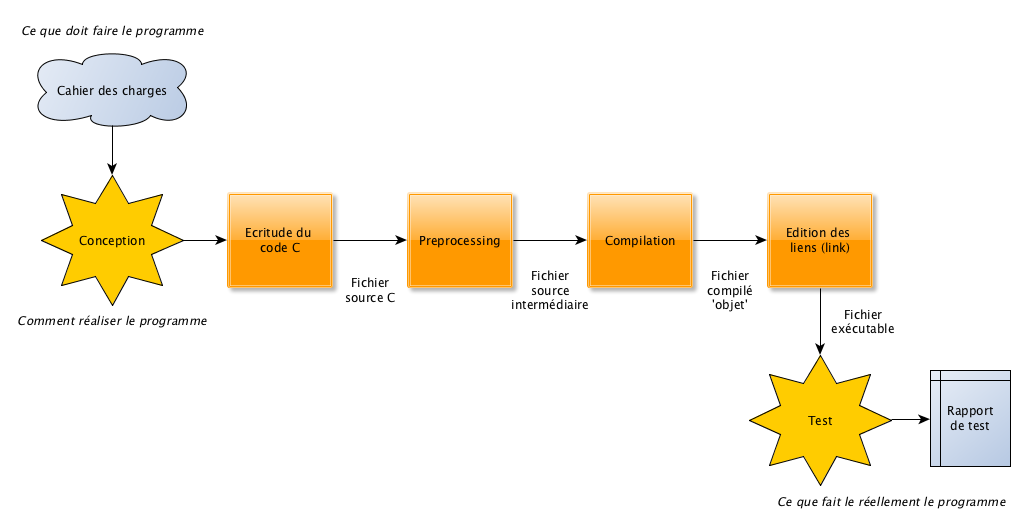 Ce que doit faire le programme
Cahier des charges
Conception
Comment réaliser le programme
Ecritude du
code C
Fichier
source C
Preprocessing
Fichier
source
intermédiaire
Compilation
Fichier
compilé
'objet'
Edition des
liens (link)
Fichier
exécutable
Test
Rapport
de test
Ce que fait le réellement le programme